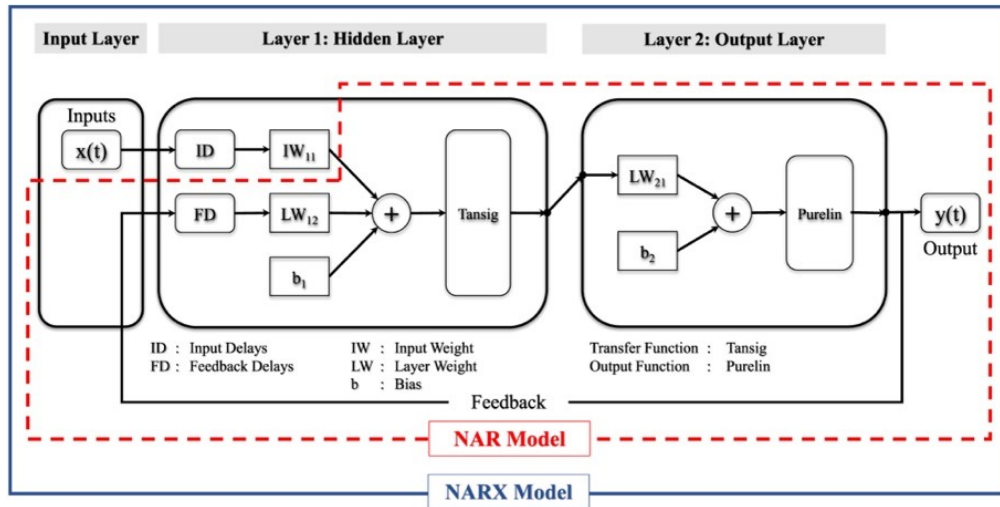 Input Layer
Layer 1: Hidden Layer
Layer 2: Output Layer
Inputs
x(t)
ID
IW₁₁
FD
LW₁₂
b₁
+
Tansig
LW₂₁
b₂
+
Purelin
y(t)
Output
ID : Input Delays
FD : Feedback Delays
IW : Input Weight
LW : Layer Weight
b : Bias
Transfer Function : Tansig
Output Function : Purelin
Feedback
NAR Model
NARX Model